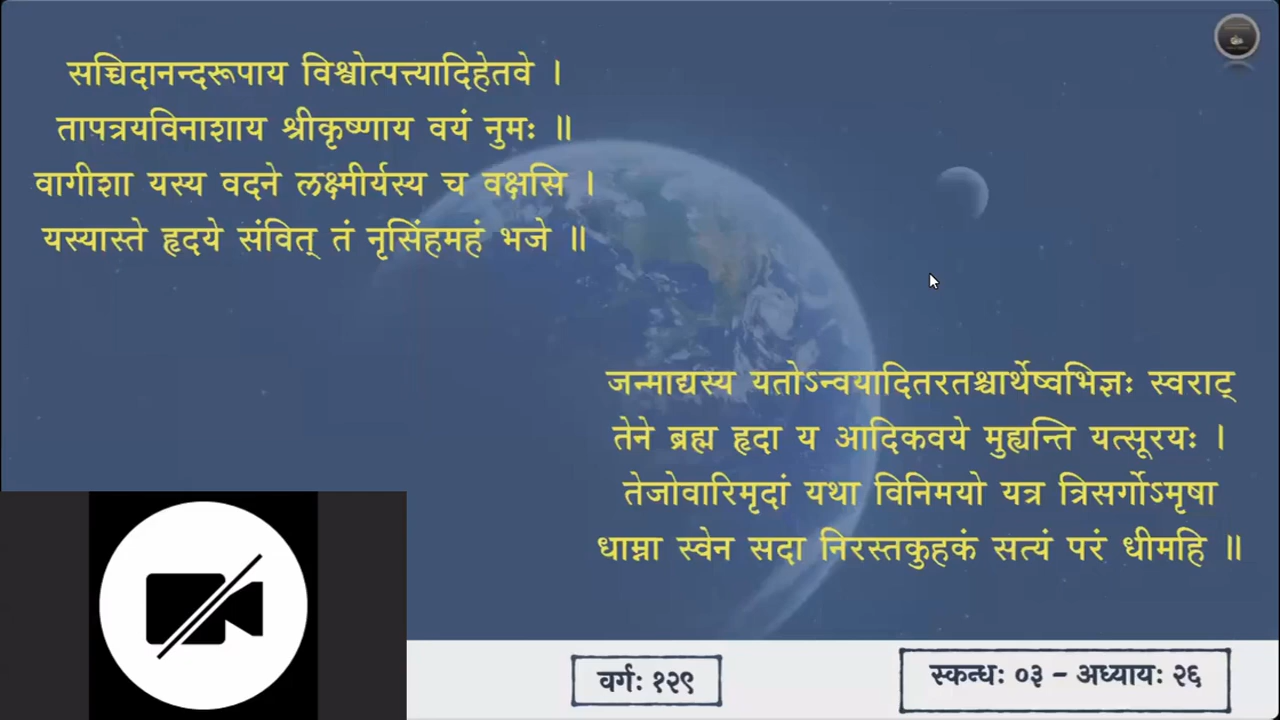 सच्चिदानन्दरूपाय विश्वोत्पत्त्यादिहेतवे ।
तापत्रयविनाशाय श्रीकृष्णाय वयं नुमः ॥
वागीशा यस्य वदने लक्ष्मीर्यस्य च वक्षसि ।
यस्यास्ते हृदये संवित् तं नृसिंहमहं भजे ॥
जन्माद्यस्य यतोऽन्वयादितरतश्चार्थेष्वभिज्ञः स्वराट्
तेने ब्रह्म हृदा य आदिकवये मुह्यन्ति यत्सूरयः ।
तेजोवारिमृदां यथा विनिमयो यत्र त्रिसर्गोऽमृषा
धाम्ना स्वेन सदा निरस्तकुहकं सत्यं परं धीमहि ॥
वर्गः १२९
स्कन्धः ०३ - अध्यायः २६